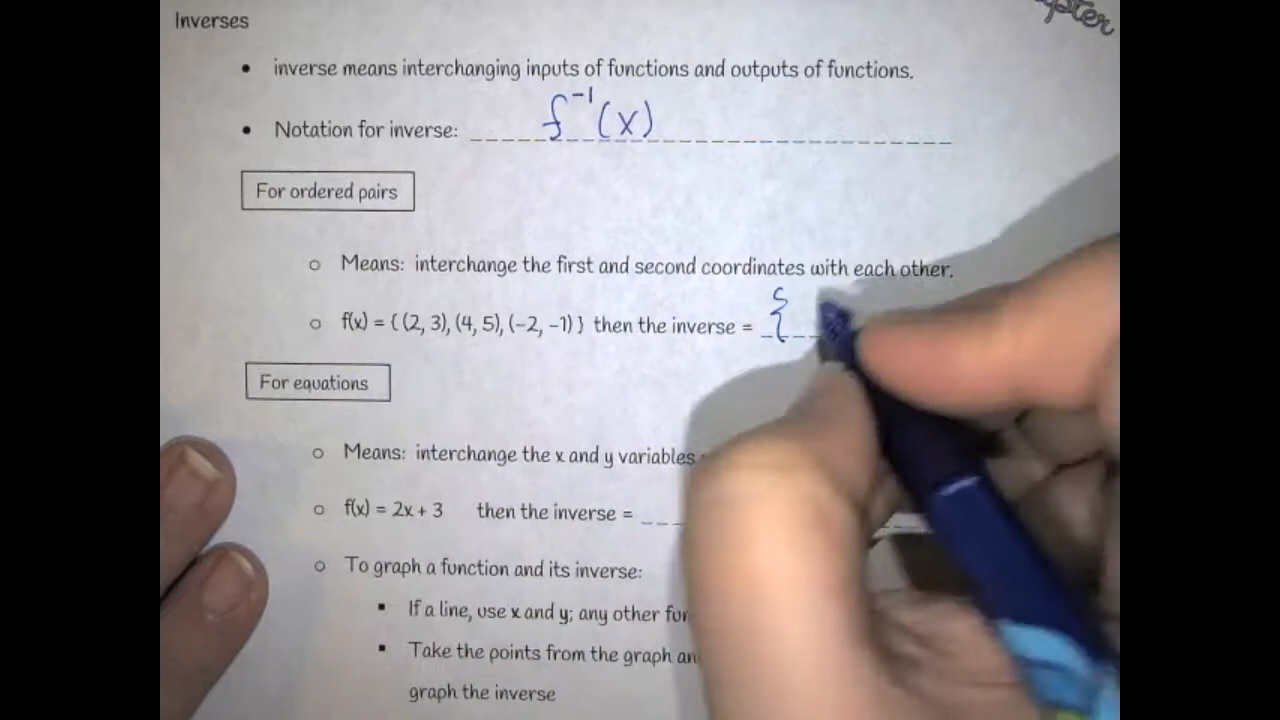 Inverses
• inverse means interchanging inputs of functions and outputs of functions.
• Notation for inverse: f⁻¹(x)
For ordered pairs
○ Means: interchange the first and second coordinates with each other.
○ f(x) = { (2, 3), (4, 5), (−2, −1) } then the inverse = {
For equations
○ Means: interchange the x and y variables
○ f(x) = 2x + 3 then the inverse =
○ To graph a function and its inverse:
▪ If a line, use x and y; any other
▪ Take the points from the graph
graph the inverse